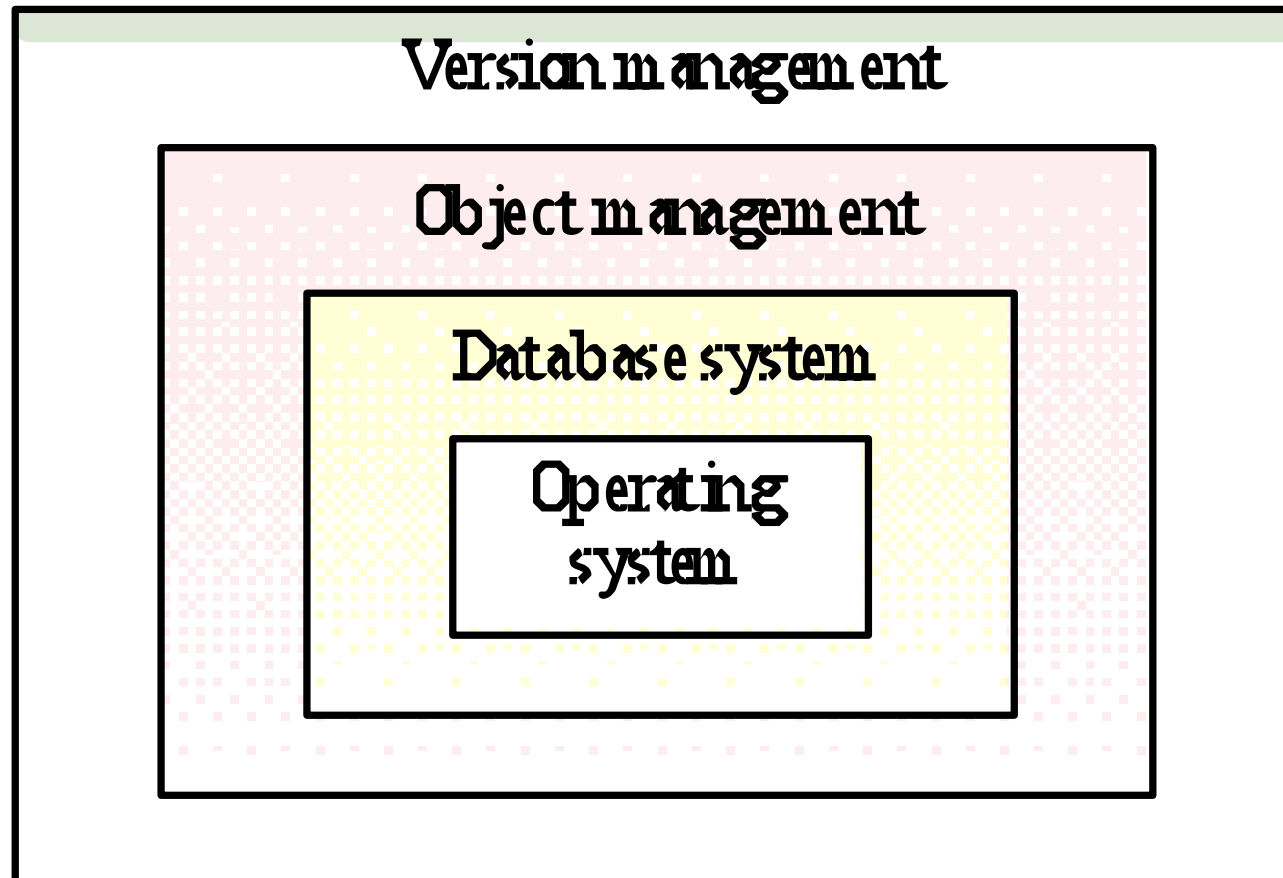 Version management
Object management
Database system
Operating
system